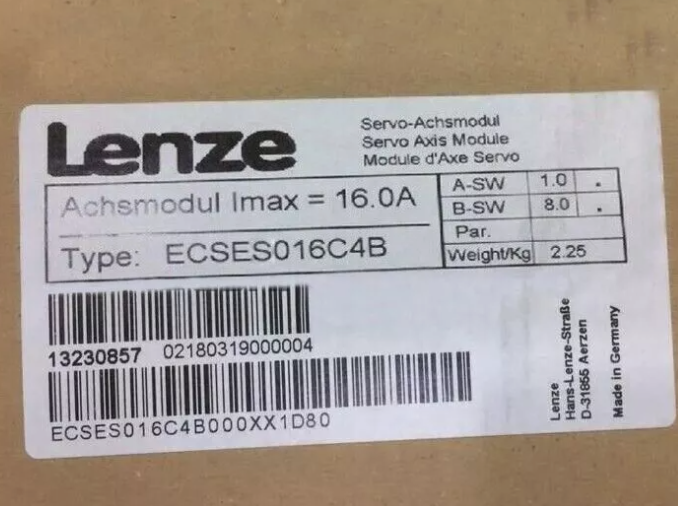 Lenze
Servo-Achsmodul
Servo Axis Module
Module d'Axe Servo
Achsmodul Imax = 16.0A
Type: ECSES016C4B
A-SW 1.0 .
B-SW 8.0 .
Par.
Weight/Kg 2.25
13230857 02180319000004
ECSES016C4B000XX1D80
Lenze
Hans-Lenze-Straße
D-31855 Aerzen
Made in Germany